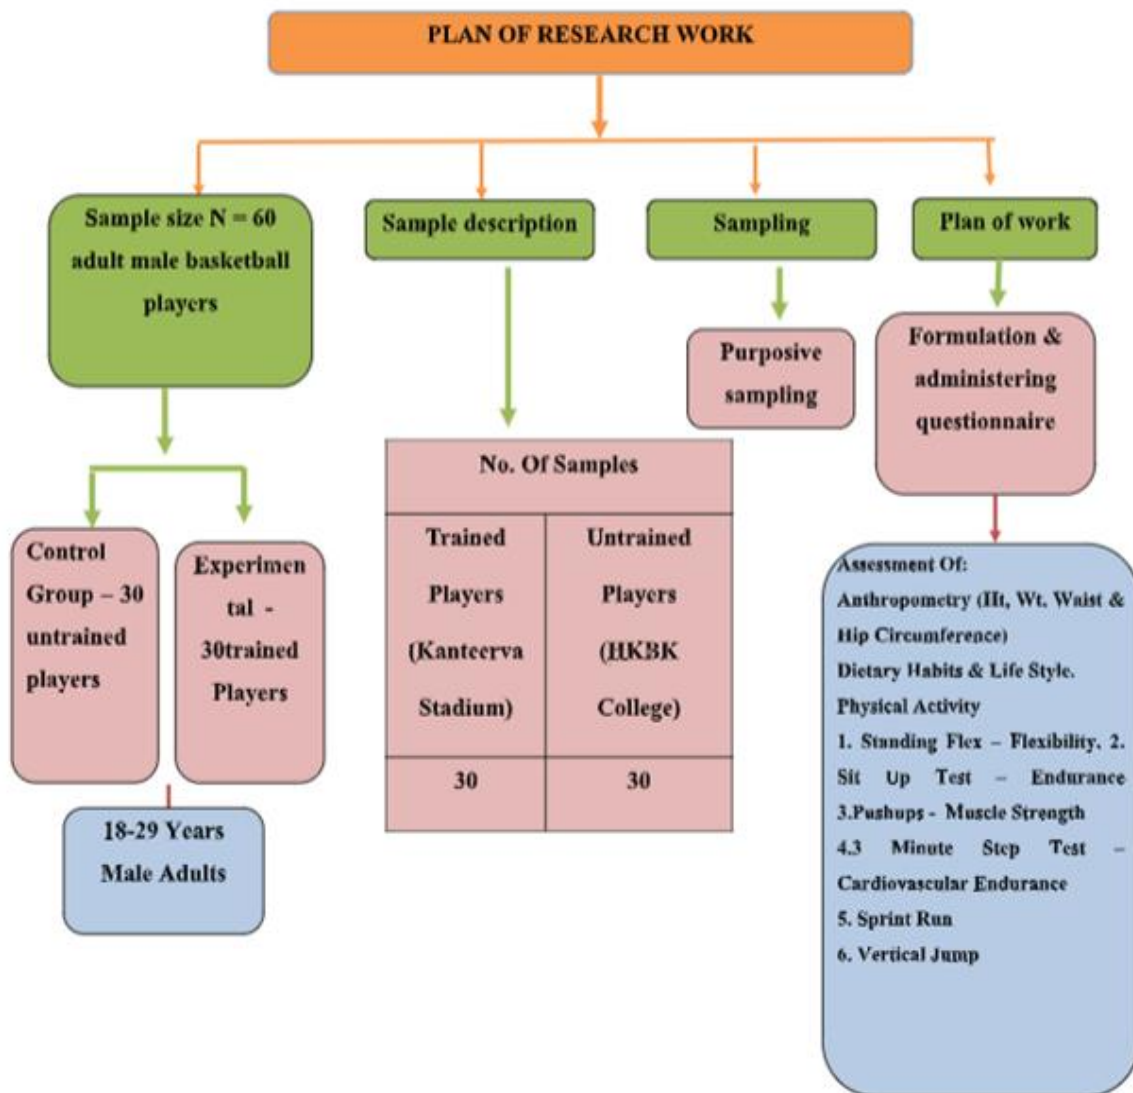 PLAN OF RESEARCH WORK
Sample size N = 60
adult male basketball
players
Sample description
Sampling
Plan of work
Purposive
sampling
Formulation &
administering
questionnaire
No. Of Samples
Trained
Players
(Kanteerva
Stadium)
Untrained
Players
(HKBK
College)
30
30
Control
Group – 30
untrained
players
Experimen
tal -
30trained
Players
18-29 Years
Male Adults
Assessment Of:
Anthropometry (Ht, Wt. Waist &
Hip Circumference)
Dietary Habits & Life Style.
Physical Activity
1. Standing Flex – Flexibility. 2.
Sit Up Test – Endurance
3.Pushups - Muscle Strength
4.3 Minute Step Test –
Cardiovascular Endurance
5. Sprint Run
6. Vertical Jump